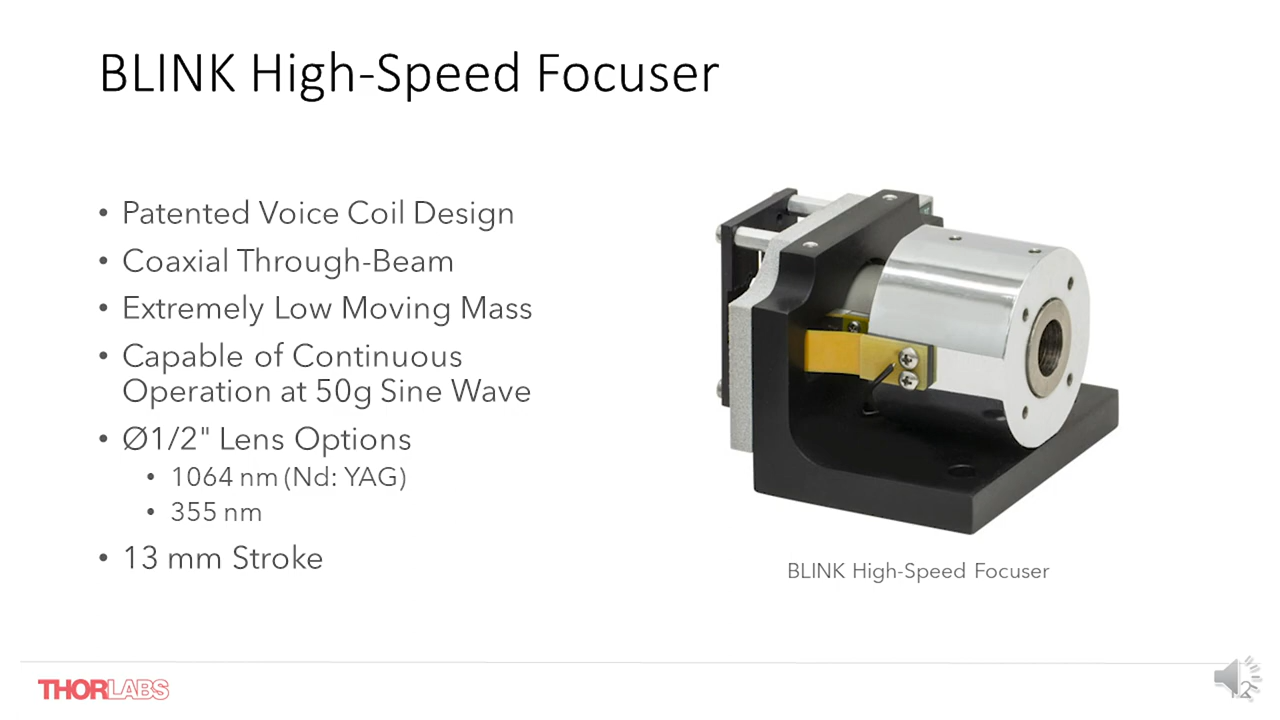 BLINK High-Speed Focuser
• Patented Voice Coil Design
• Coaxial Through-Beam
• Extremely Low Moving Mass
• Capable of Continuous
Operation at 50g Sine Wave
• Ø1/2" Lens Options
• 1064 nm (Nd: YAG)
• 355 nm
• 13 mm Stroke
BLINK High-Speed Focuser
THORLABS